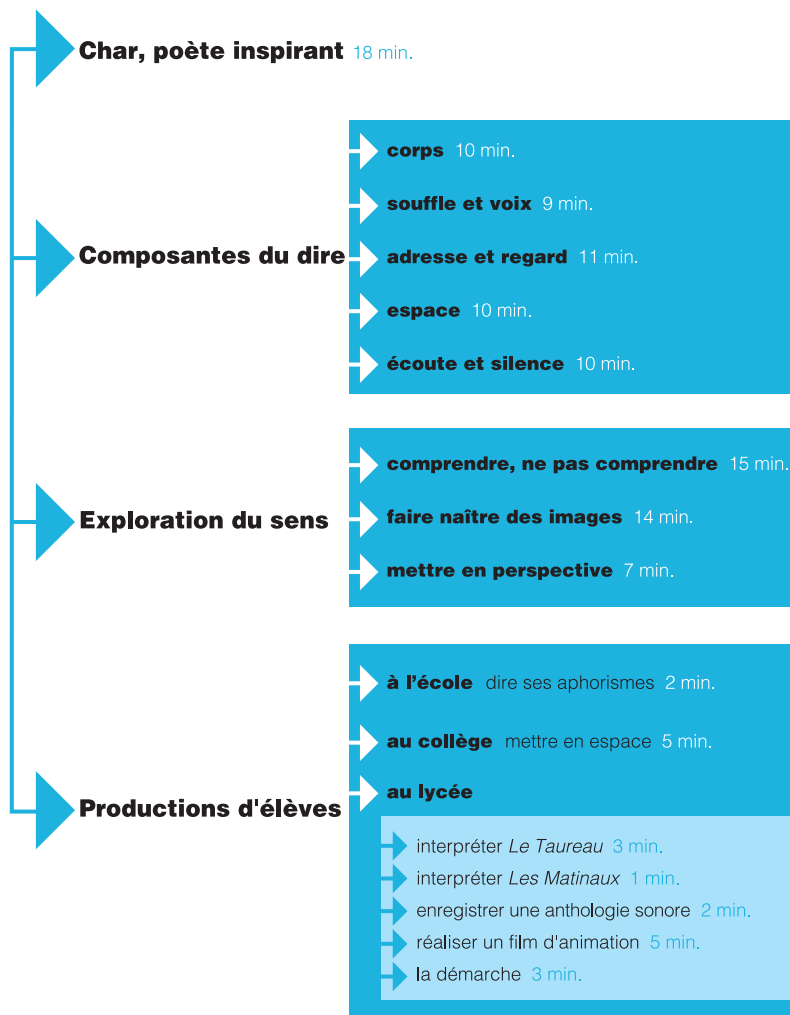 Char, poète inspirant 18 min.
Composantes du dire
corps 10 min.
souffle et voix 9 min.
adresse et regard 11 min.
espace 10 min.
écoute et silence 10 min.
Exploration du sens
comprendre, ne pas comprendre 15 min.
faire naître des images 14 min.
mettre en perspective 7 min.
Productions d'élèves
à l'école dire ses aphorismes 2 min.
au collège mettre en espace 5 min.
au lycée
interpréter Le Taureau 3 min.
interpréter Les Matinaux 1 min.
enregistrer une anthologie sonore 2 min.
réaliser un film d'animation 5 min.
la démarche 3 min.